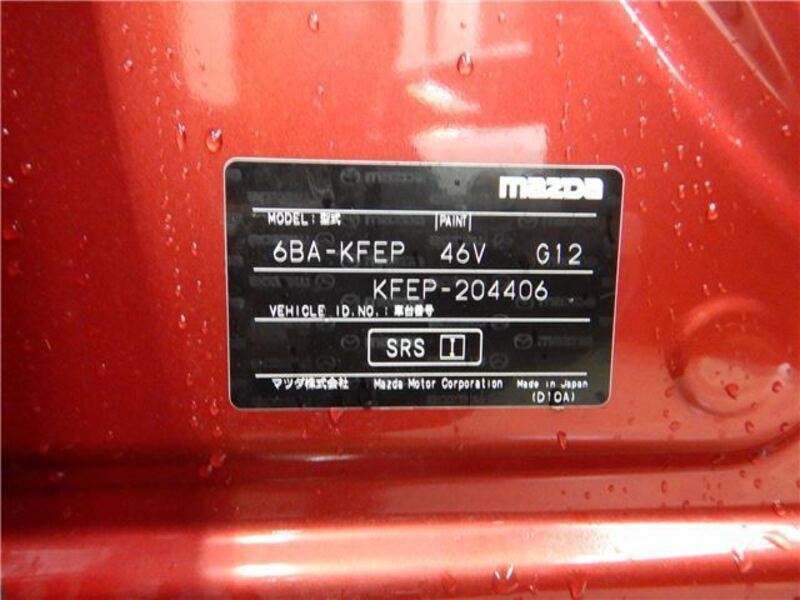 mazda
MODEL:型式 PAINT
6BA-KFEP 46V G12
KFEP-204406
VEHICLE ID.NO.:車台番号
SRS I
マツダ株式会社 Mazda Motor Corporation Made in Japan
(D10A)